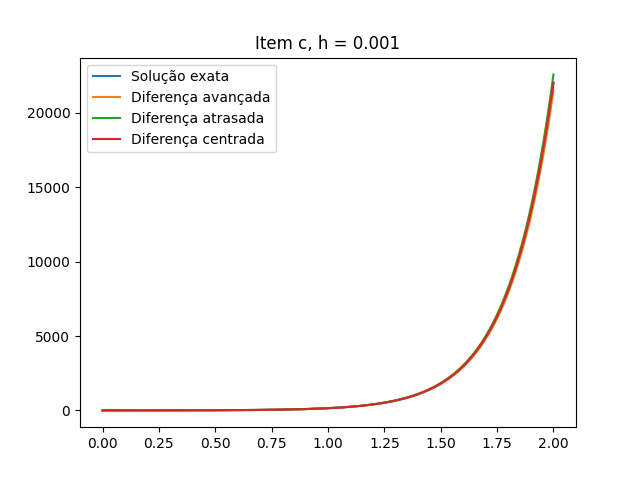 Item c, h = 0.001
Solução exata
Diferença avançada
Diferença atrasada
Diferença centrada
20000
15000
10000
5000
0
0.00 0.25 0.50 0.75 1.00 1.25 1.50 1.75 2.00